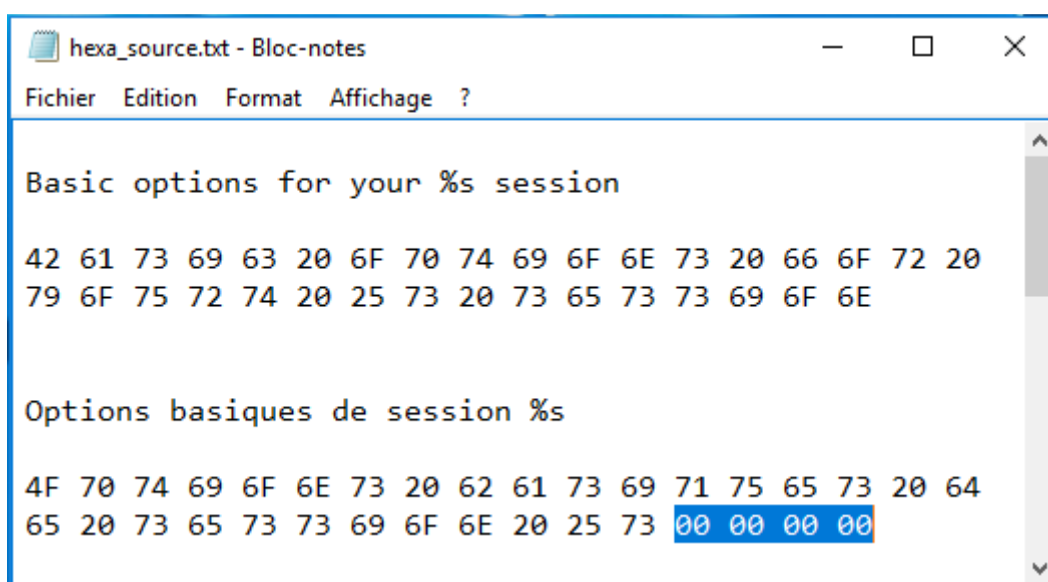 hexa_source.txt - Bloc-notes
Fichier Edition Format Affichage ?
Basic options for your %s session
42 61 73 69 63 20 6F 70 74 69 6F 6E 73 20 66 6F 72 20
79 6F 75 72 74 20 25 73 20 73 65 73 73 69 6F 6E
Options basiques de session %s
4F 70 74 69 6F 6E 73 20 62 61 73 69 71 75 65 73 20 64
65 20 73 65 73 73 69 6F 6E 20 25 73 00 00 00 00